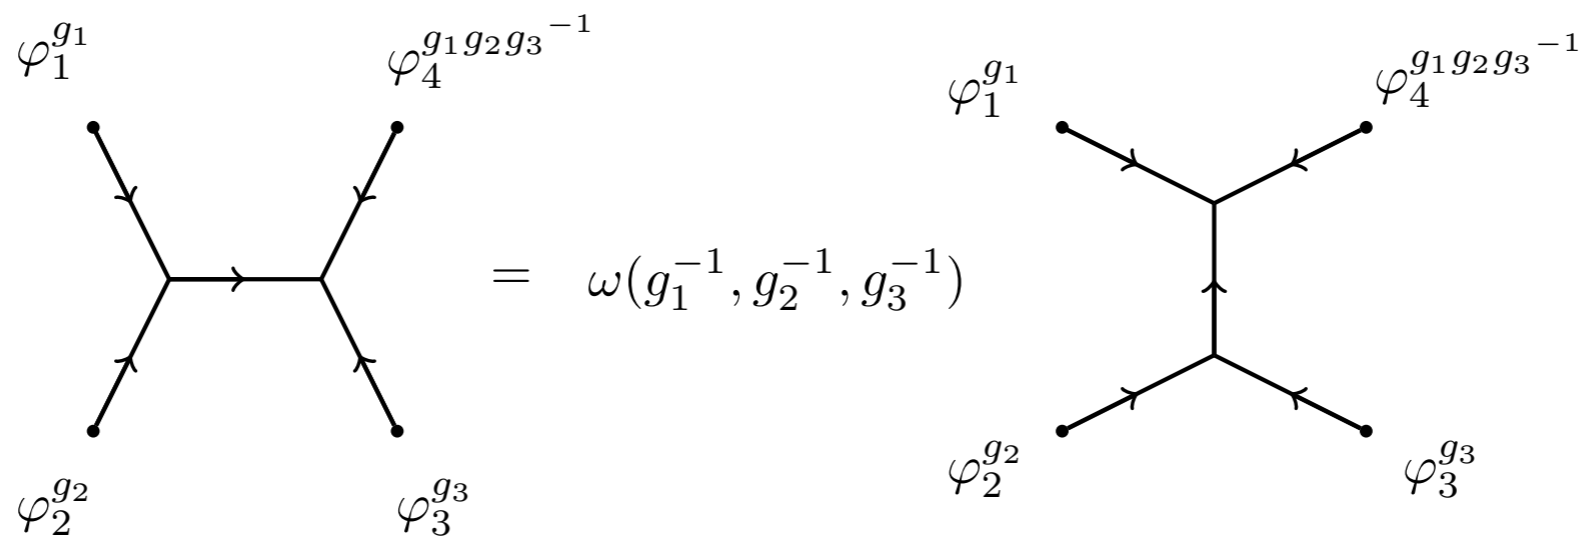 φ_1^{g_1}
φ_4^{g_1 g_2 g_3^{-1}}
φ_1^{g_1}
φ_4^{g_1 g_2 g_3^{-1}}
= ω(g_1^{-1}, g_2^{-1}, g_3^{-1})
φ_2^{g_2}
φ_3^{g_3}
φ_2^{g_2}
φ_3^{g_3}